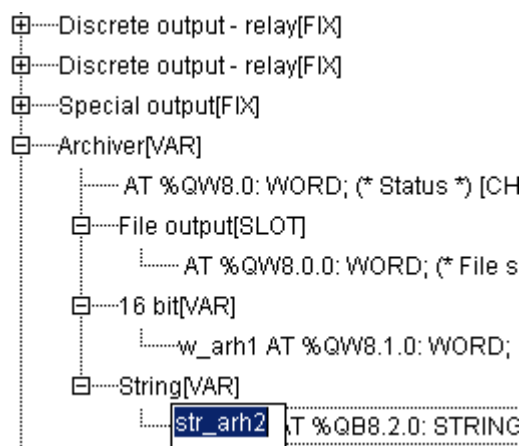 Discrete output - relay[FIX]
Discrete output - relay[FIX]
Special output[FIX]
Archiver[VAR]
AT %QW8.0: WORD; (* Status *) [CH
File output[SLOT]
AT %QW8.0.0: WORD; (* File s
16 bit[VAR]
w_arh1 AT %QW8.1.0: WORD;
String[VAR]
str_arh2 T %QB8.2.0: STRING